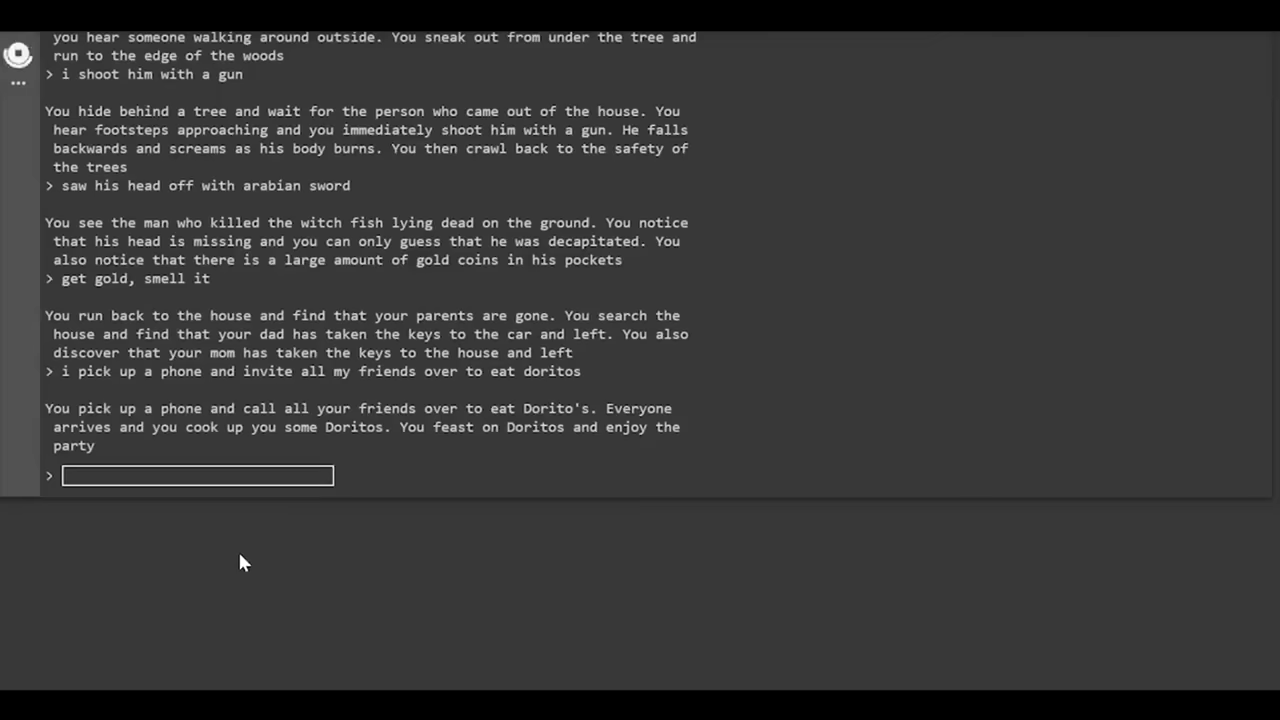 you hear someone walking around outside. You sneak out from under the tree and
run to the edge of the woods
> i shoot him with a gun
You hide behind a tree and wait for the person who came out of the house. You
hear footsteps approaching and you immediately shoot him with a gun. He falls
backwards and screams as his body burns. You then crawl back to the safety of
the trees
> saw his head off with arabian sword
You see the man who killed the witch fish lying dead on the ground. You notice
that his head is missing and you can only guess that he was decapitated. You
also notice that there is a large amount of gold coins in his pockets
> get gold, smell it
You run back to the house and find that your parents are gone. You search the
house and find that your dad has taken the keys to the car and left. You also
discover that your mom has taken the keys to the house and left
> i pick up a phone and invite all my friends over to eat doritos
You pick up a phone and call all your friends over to eat Dorito's. Everyone
arrives and you cook up you some Doritos. You feast on Doritos and enjoy the
party
>